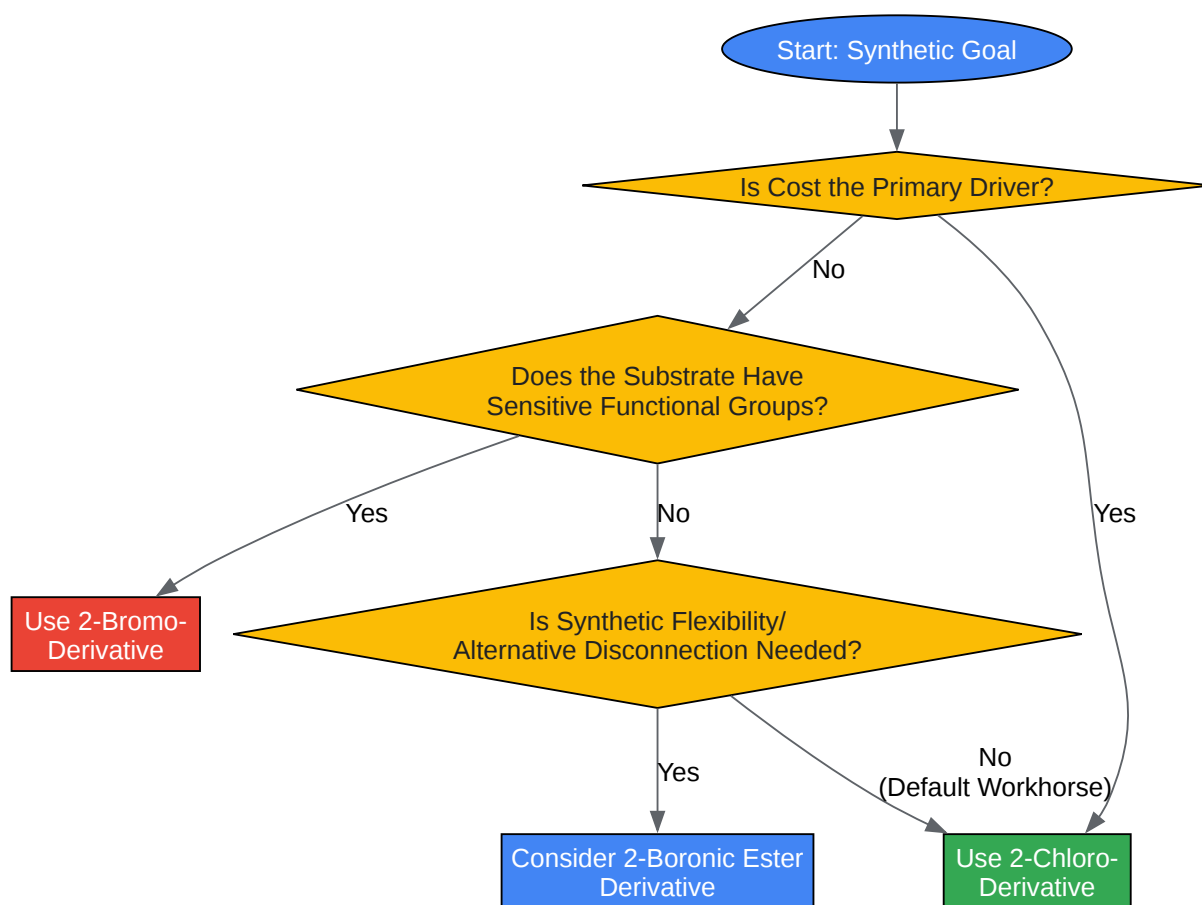 Start: Synthetic Goal
Is Cost the Primary Driver?
No
Does the Substrate Have
Sensitive Functional Groups?
Yes
No
Yes
Use 2-Bromo-
Derivative
Is Synthetic Flexibility/
Alternative Disconnection Needed?
Yes
No
(Default Workhorse)
Consider 2-Boronic Ester
Derivative
Use 2-Chloro-
Derivative